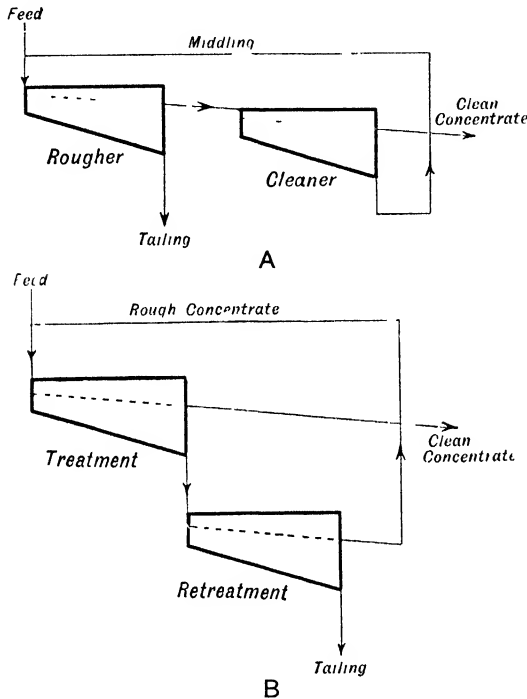 Feed
Middling
Clean
Concentrate
Rougher
Cleaner
Tailing
A
Feed
Rough Concentrate
Clean
Concentrate
Treatment
Retreatment
Tailing
B